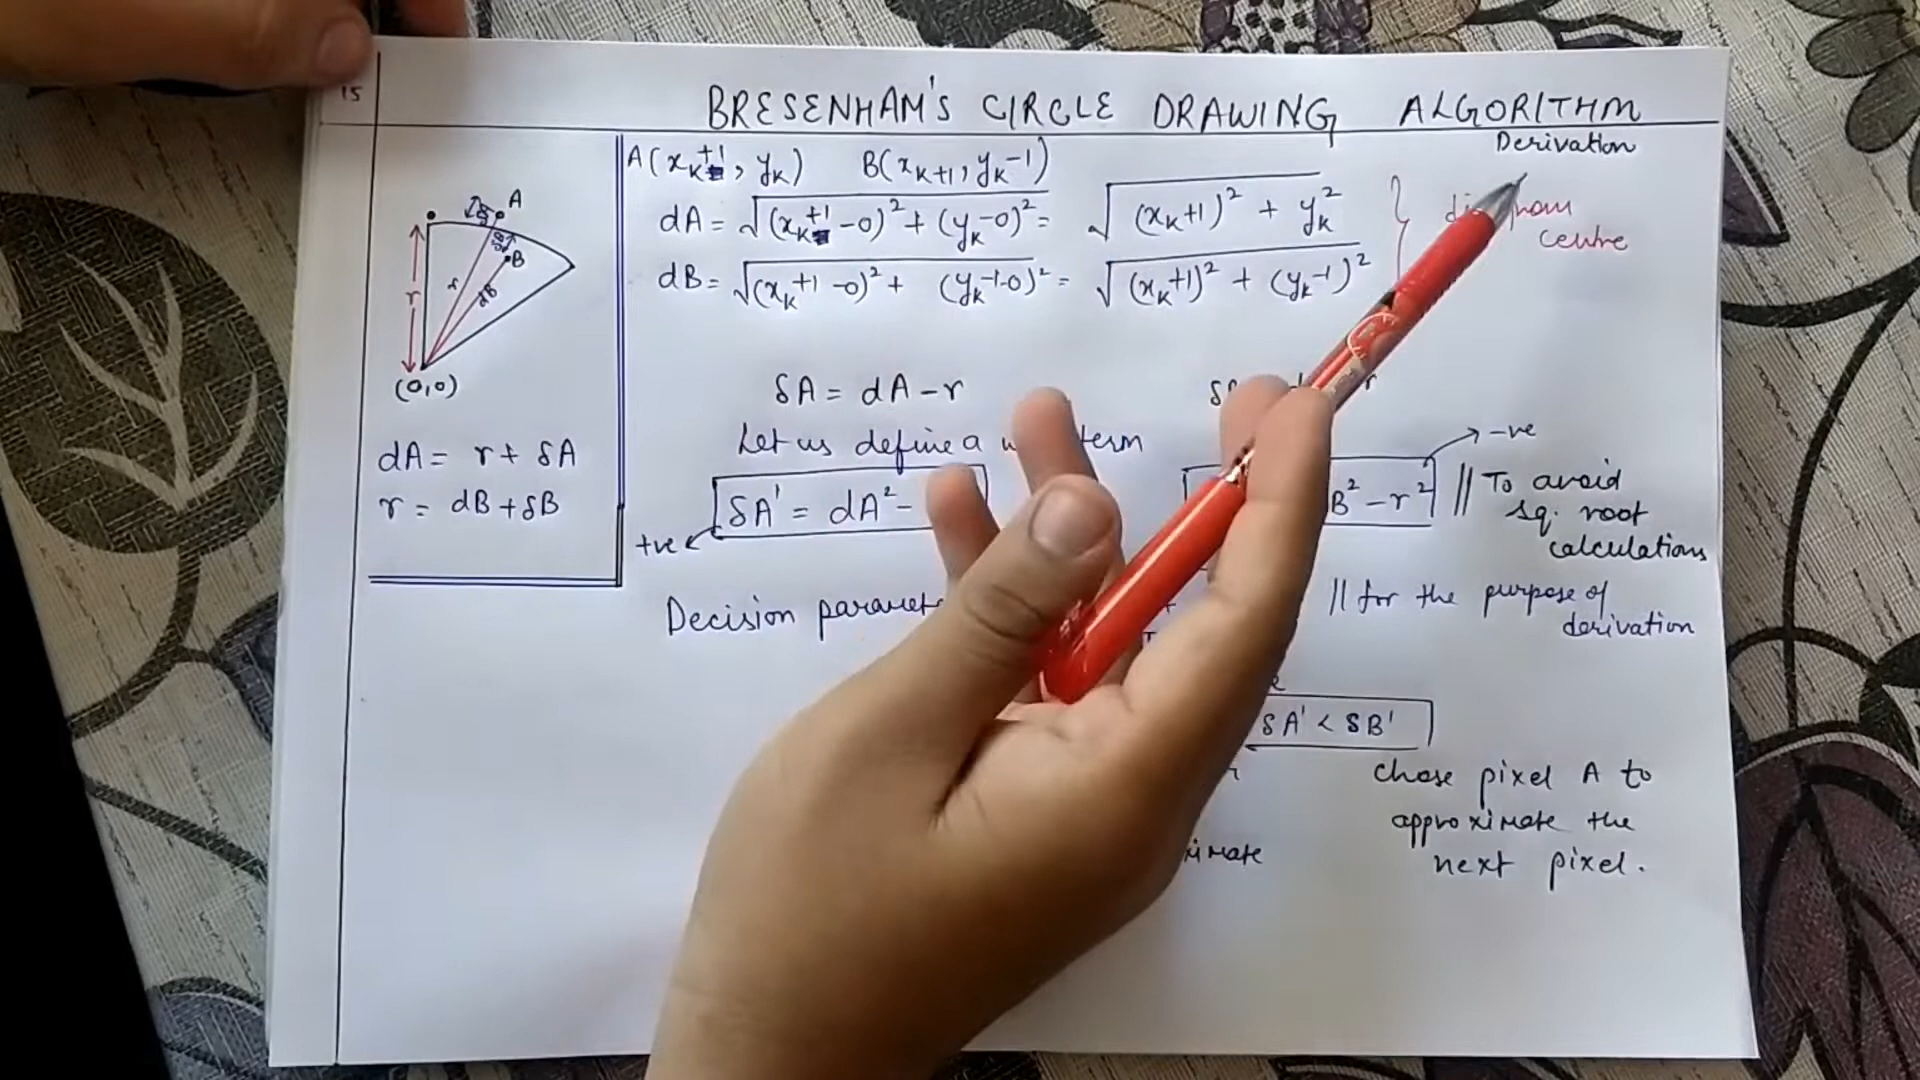 15
BRESENHAM'S CIRCLE DRAWING ALGORITHM
Derivation
A(xₖ+1, yₖ) B(xₖ+1, yₖ-1)
dA = √(xₖ+1 -0)² + (yₖ-0)² = √(xₖ+1)² + yₖ²
dB = √(xₖ+1 -0)² + (yₖ-1-0)² = √(xₖ+1)² + (yₖ-1)²
centre
A
δA
δB
B
r
r
dB
(0,0)
dA = r + δA
r = dB + δB
δA = dA - r
Let us define a term
δA' = dA² -
+ve
B² - r²
-ve
// To avoid
sq. root
calculations
Decision
// for the purpose of
derivation
δA' < δB'
chose pixel A to
approximate the
next pixel.